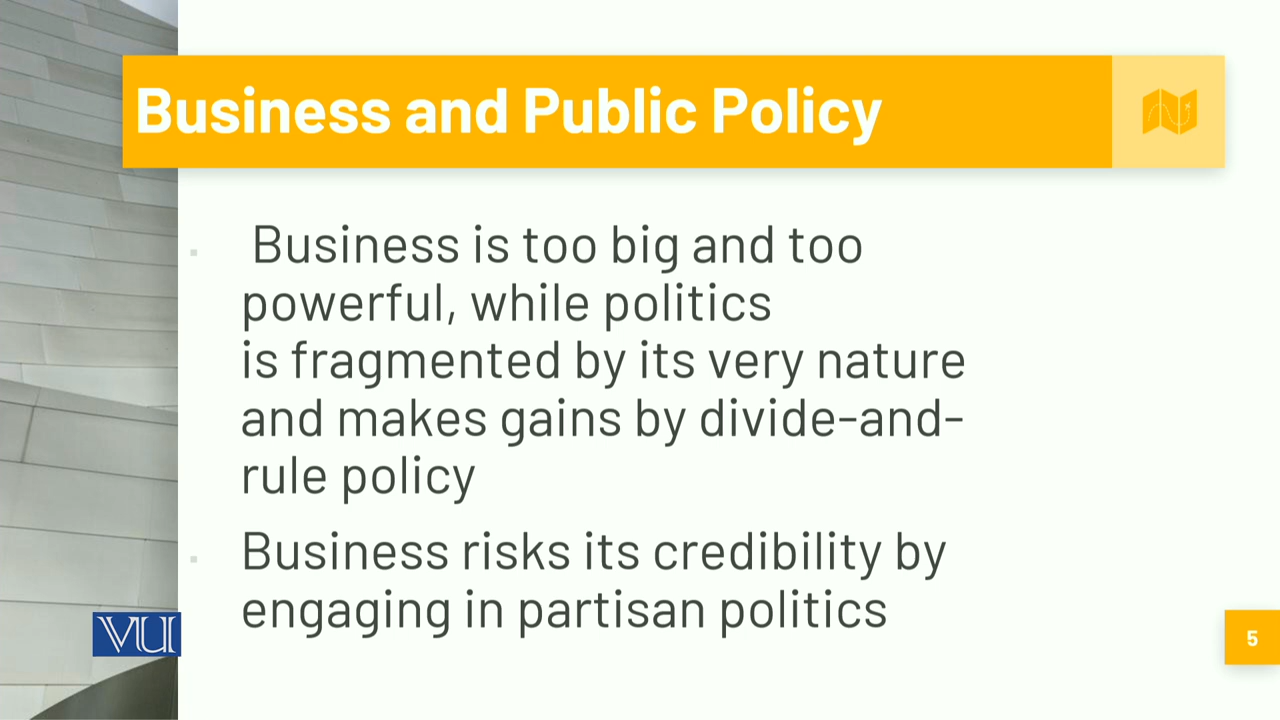 Business and Public Policy
Business is too big and too
powerful, while politics
is fragmented by its very nature
and makes gains by divide-and-
rule policy
Business risks its credibility by
engaging in partisan politics
VU
5